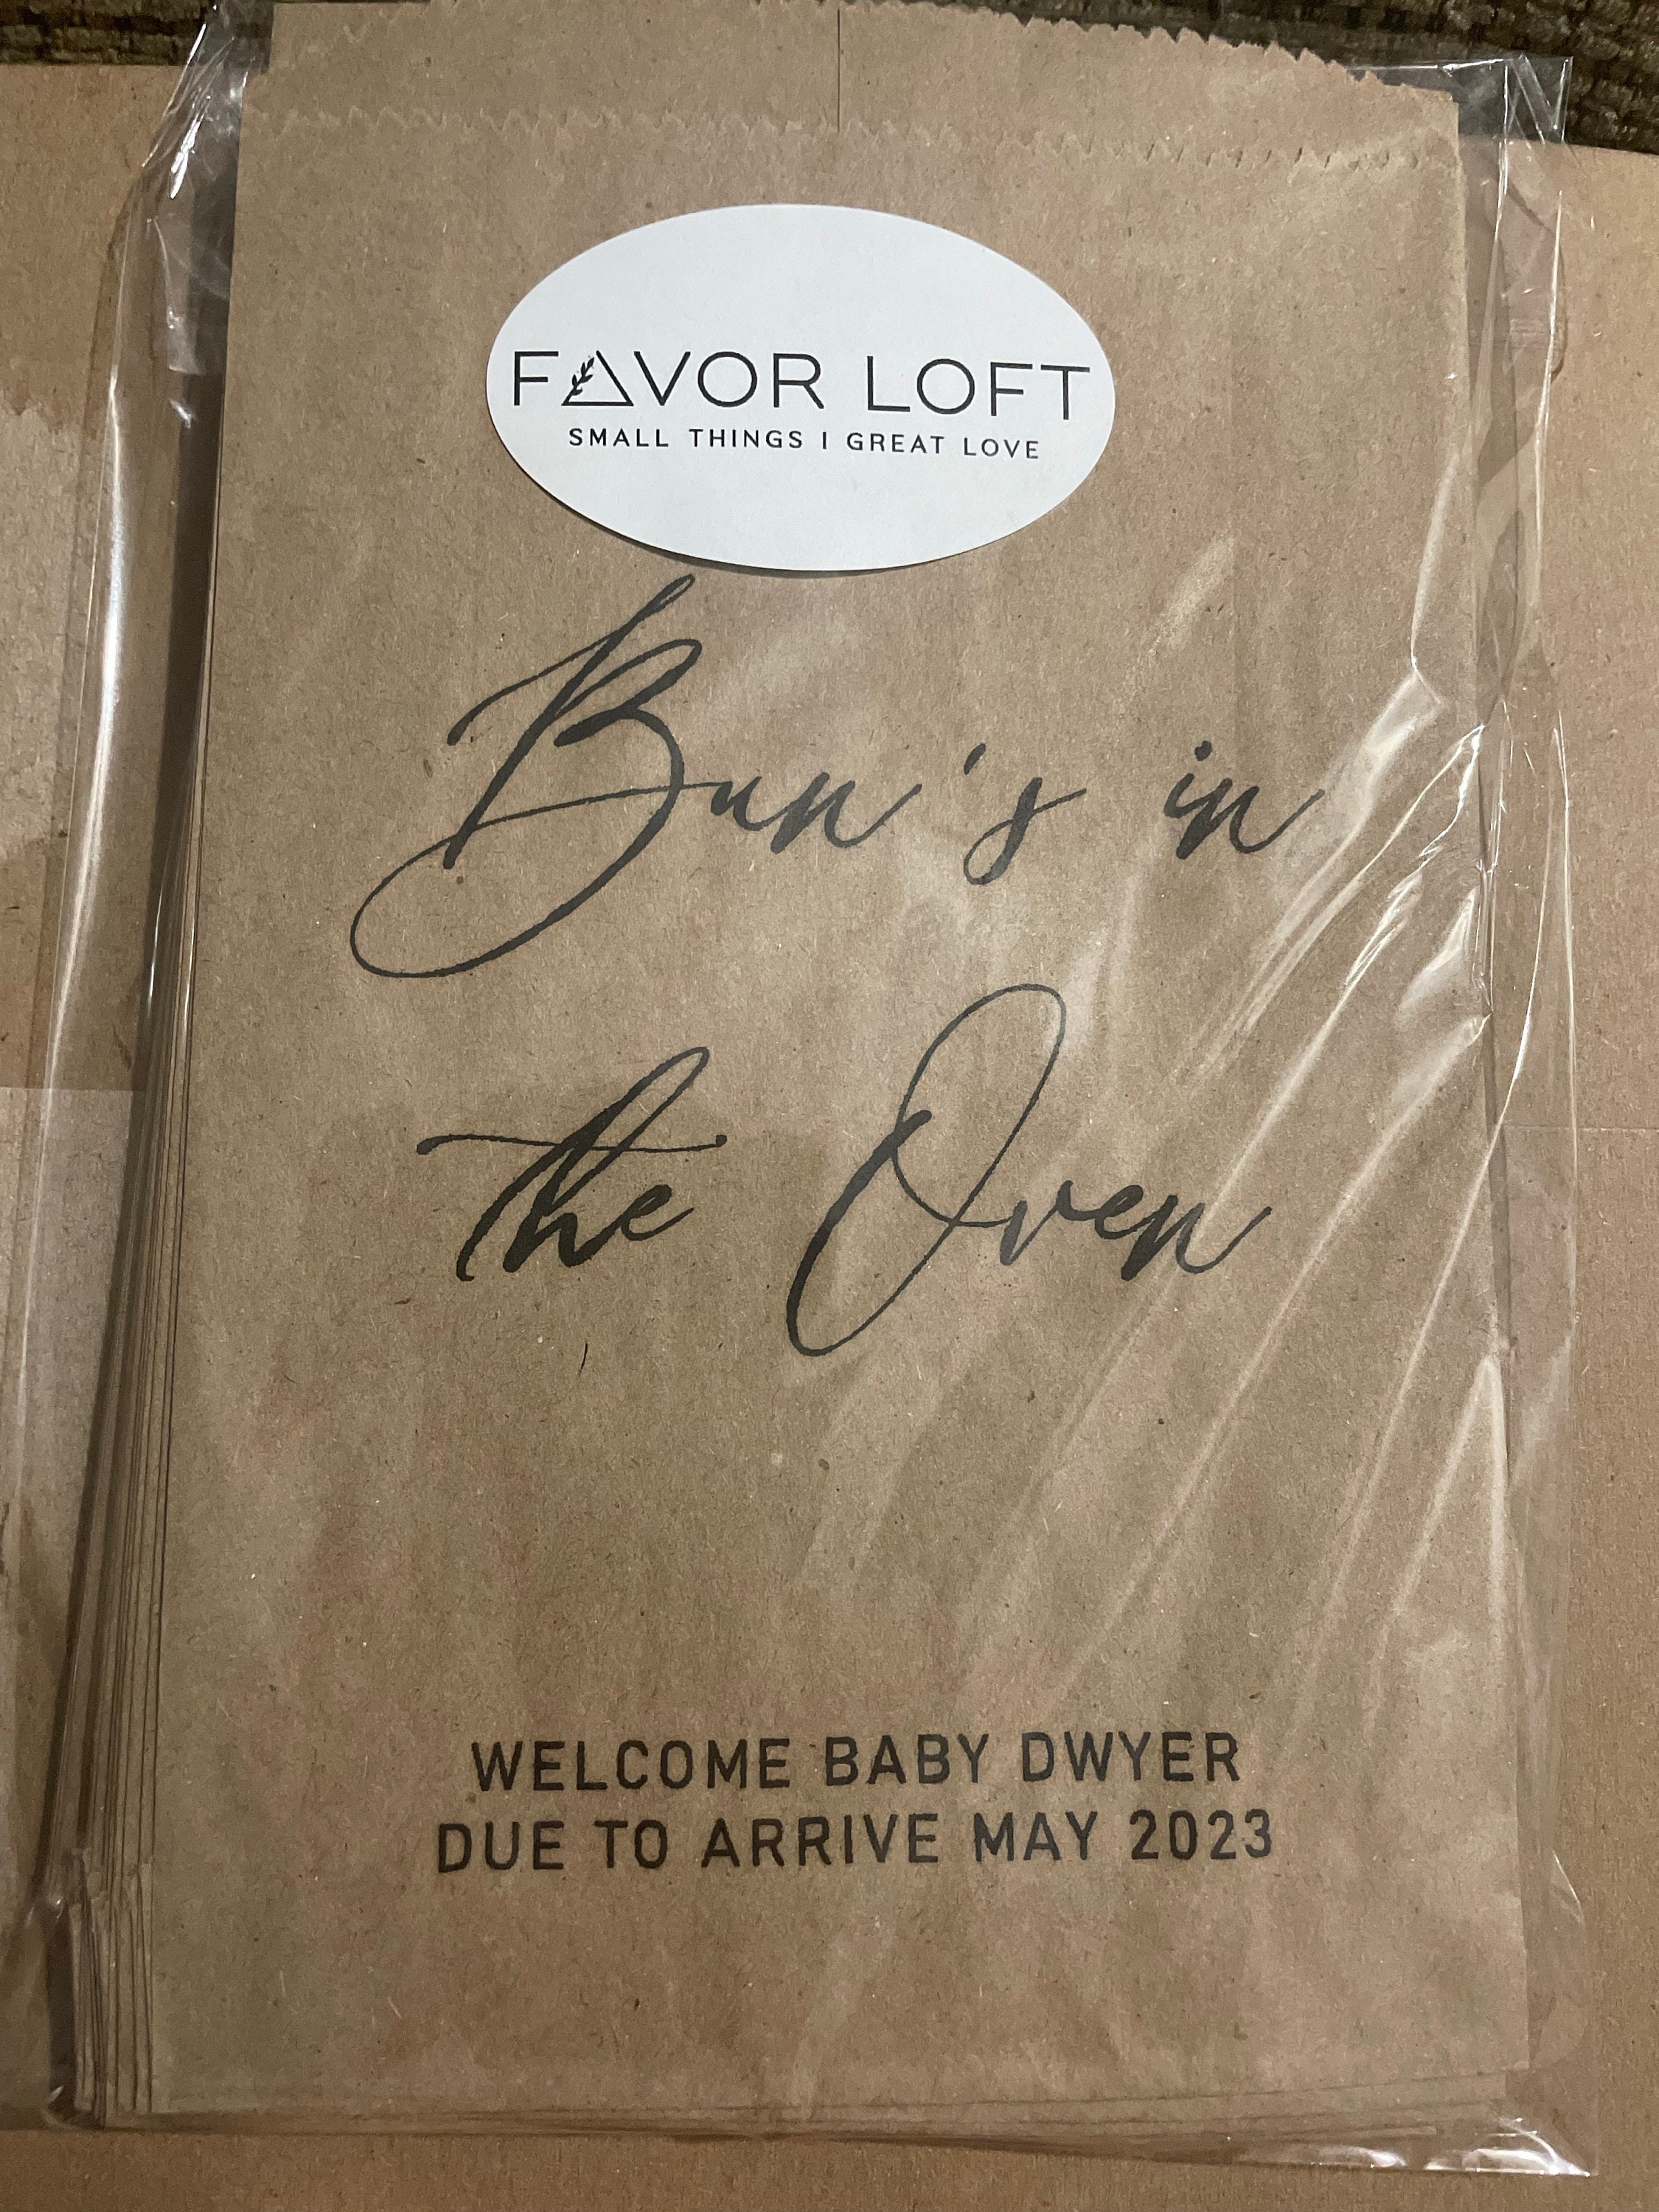 FAVOR LOFT
SMALL THINGS | GREAT LOVE
Bun's in
the Oven
WELCOME BABY DWYER
DUE TO ARRIVE MAY 2023